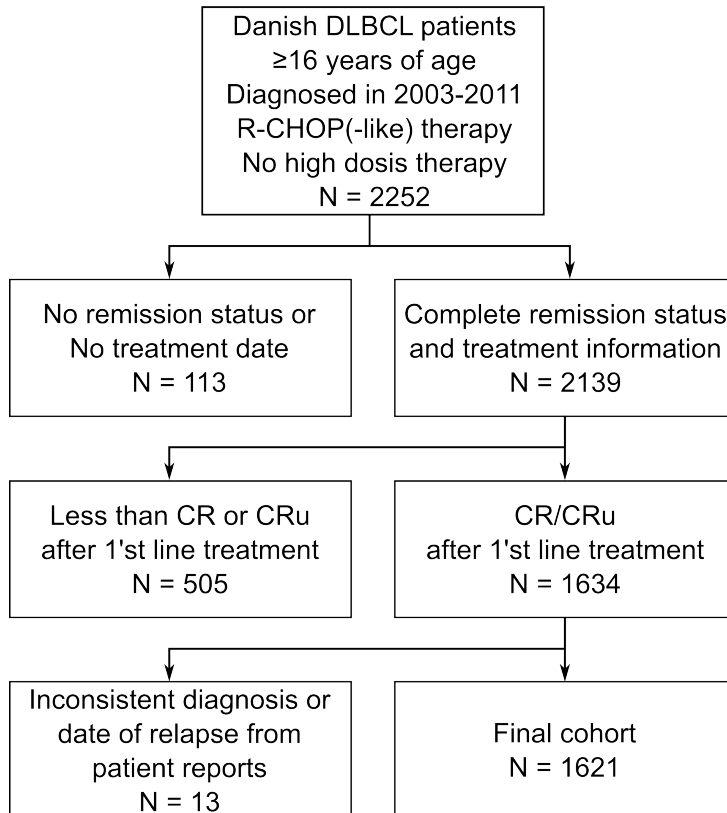 Danish DLBCL patients
≥16 years of age
Diagnosed in 2003-2011
R-CHOP(-like) therapy
No high dosis therapy
N = 2252
No remission status or
No treatment date
N = 113
Complete remission status
and treatment information
N = 2139
Less than CR or CRu
after 1'st line treatment
N = 505
CR/CRu
after 1'st line treatment
N = 1634
Inconsistent diagnosis or
date of relapse from
patient reports
N = 13
Final cohort
N = 1621